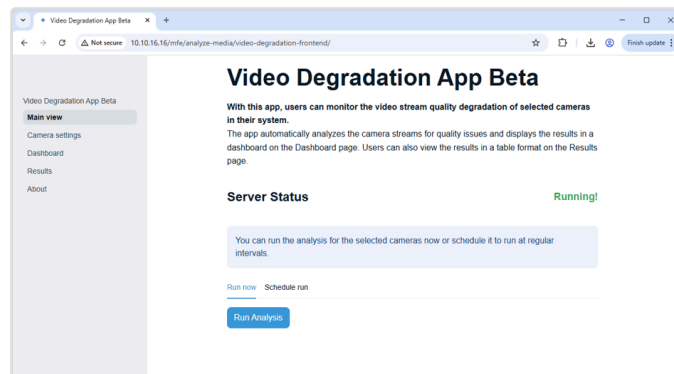 Video Degradation App Beta
Not secure
10.10.16.16/mfe/analyze-media/video-degradation-frontend/
Finish update
Video Degradation App Beta
Main view
Camera settings
Dashboard
Results
About
Video Degradation App Beta
With this app, users can monitor the video stream quality degradation of selected cameras
in their system.
The app automatically analyzes the camera streams for quality issues and displays the results in a
dashboard on the Dashboard page. Users can also view the results in a table format on the Results
page.
Server Status
Running!
You can run the analysis for the selected cameras now or schedule it to run at regular
intervals.
Run now
Schedule run
Run Analysis